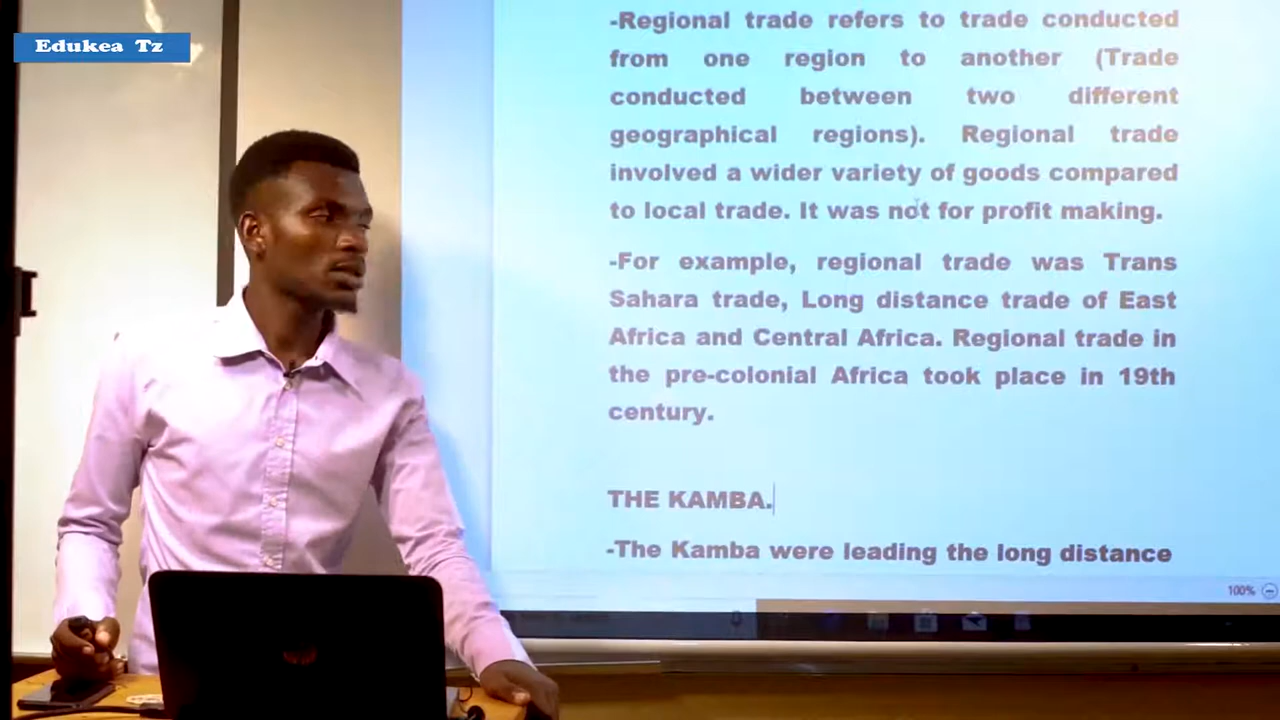 Edukea Tz
-Regional trade refers to trade conducted
from one region to another (Trade
conducted between two different
geographical regions). Regional trade
involved a wider variety of goods compared
to local trade. It was not for profit making.
-For example, regional trade was Trans
Sahara trade, Long distance trade of East
Africa and Central Africa. Regional trade in
the pre-colonial Africa took place in 19th
century.
THE KAMBA.
-The Kamba were leading the long distance
100%